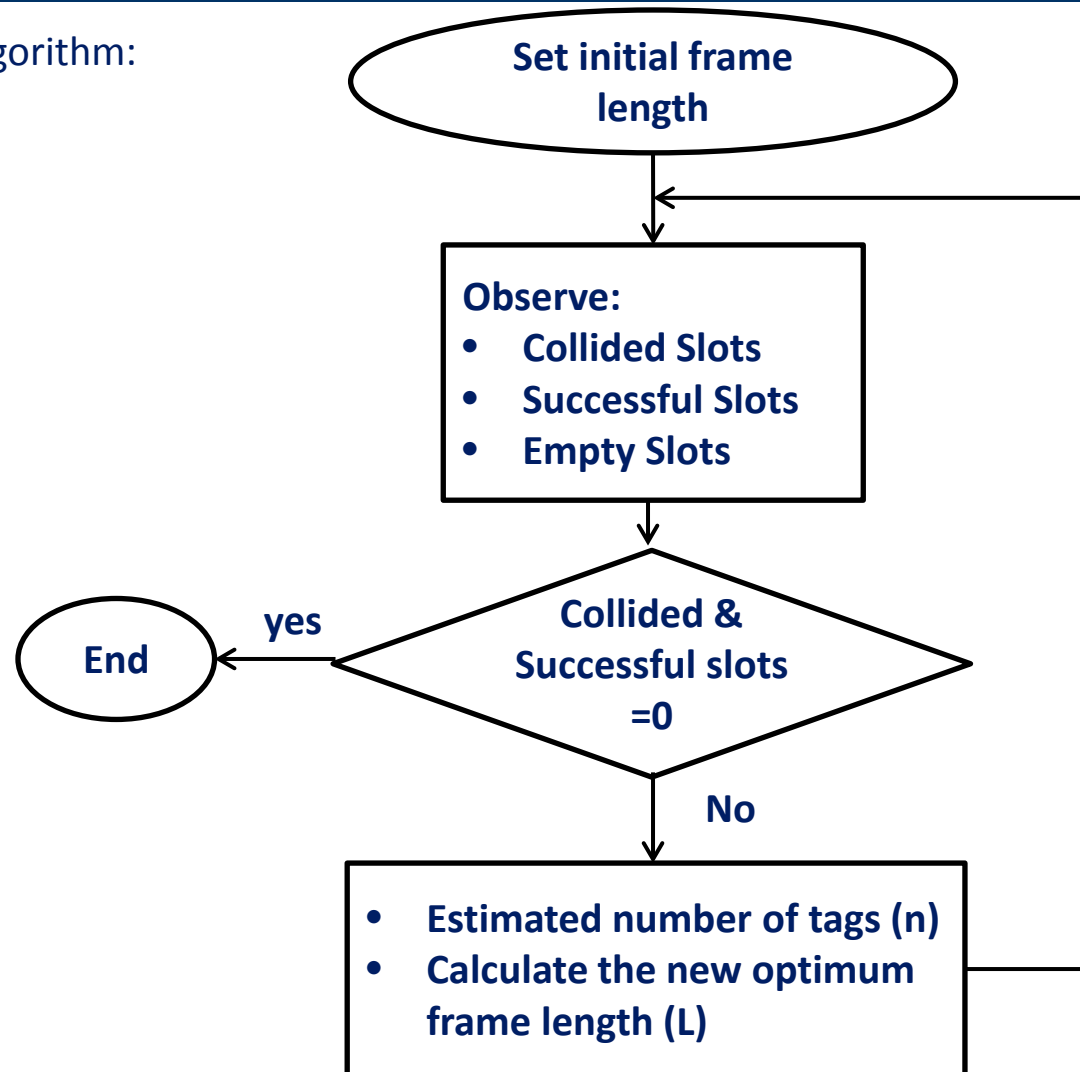 gorithm:
Set initial frame
length
Observe:
• Collided Slots
• Successful Slots
• Empty Slots
Collided &
Successful slots
=0
yes
End
No
• Estimated number of tags (n)
• Calculate the new optimum
frame length (L)